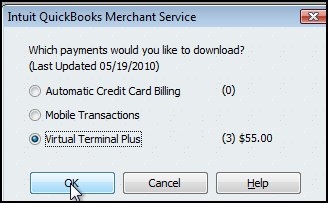 Intuit QuickBooks Merchant Service
Which payments would you like to download?
(Last Updated 05/19/2010)
Automatic Credit Card Billing (0)
Mobile Transactions
Virtual Terminal Plus (3) $55.00
OK Cancel Help